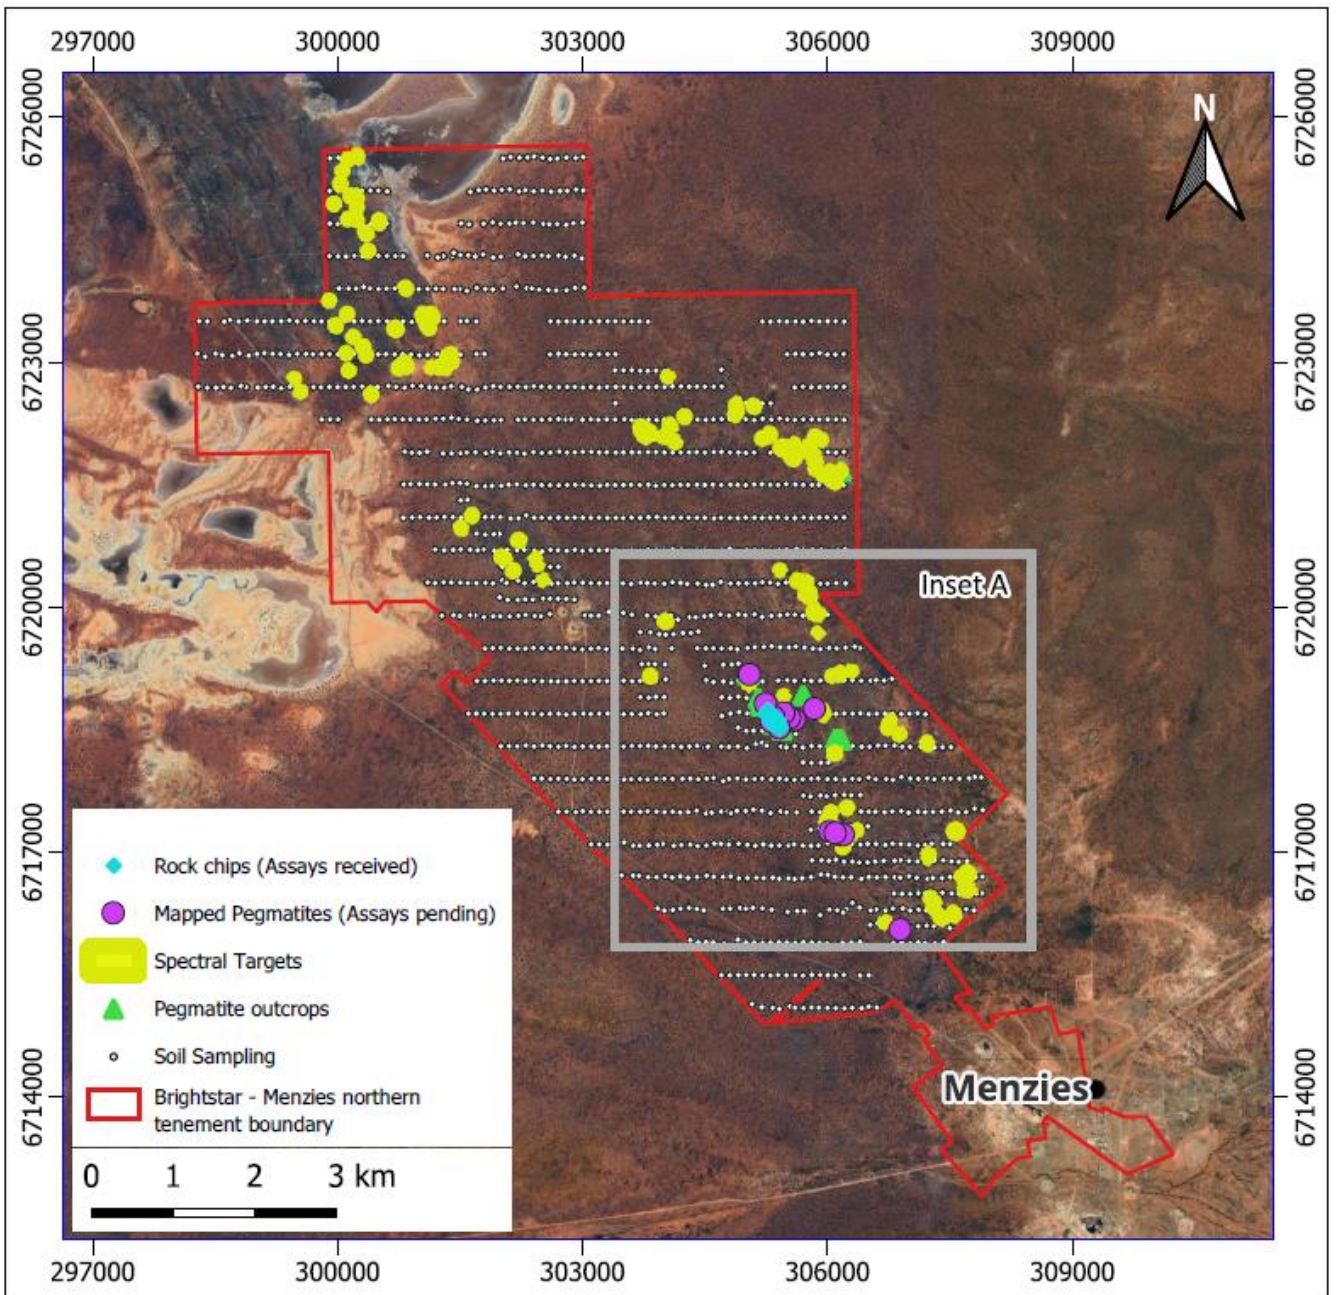 297000 300000 303000 306000 309000
6726000 6726000
N
6723000 6723000
6720000 6720000
Inset A
6717000 6717000
Rock chips (Assays received)
Mapped Pegmatites (Assays pending)
Spectral Targets
Pegmatite outcrops
Soil Sampling
Brightstar - Menzies northern
tenement boundary
0 1 2 3 km
6714000 6714000
Menzies
297000 300000 303000 306000 309000